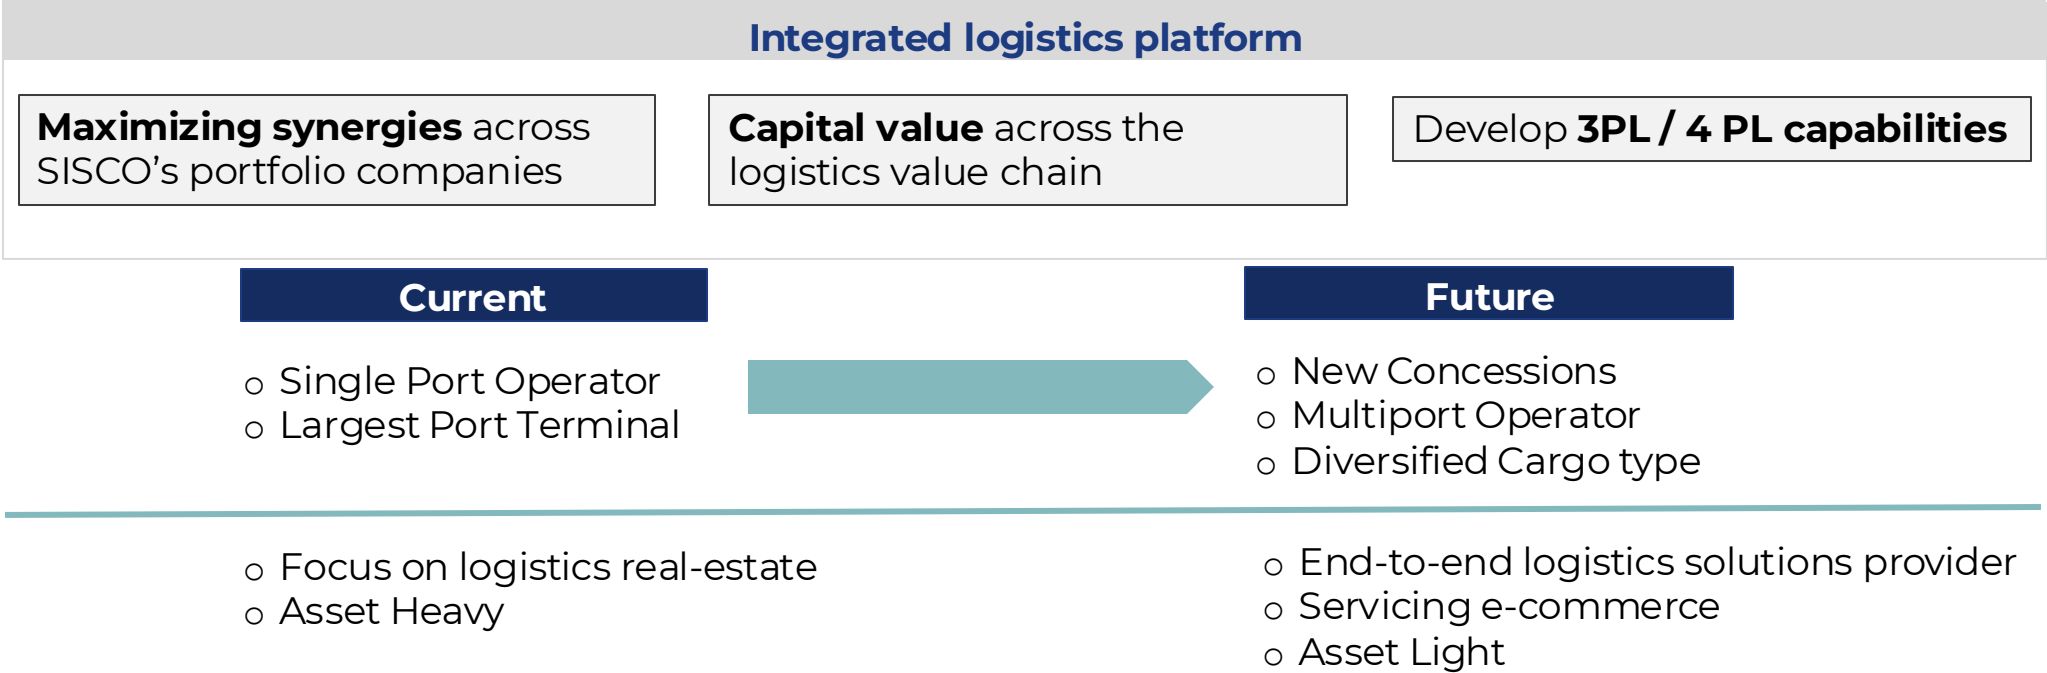 Integrated logistics platform
Maximizing synergies across
SISCO’s portfolio companies
Capital value across the
logistics value chain
Develop 3PL / 4 PL capabilities
Current
○ Single Port Operator
○ Largest Port Terminal
Future
○ New Concessions
○ Multiport Operator
○ Diversified Cargo type
○ Focus on logistics real-estate
○ Asset Heavy
○ End-to-end logistics solutions provider
○ Servicing e-commerce
○ Asset Light